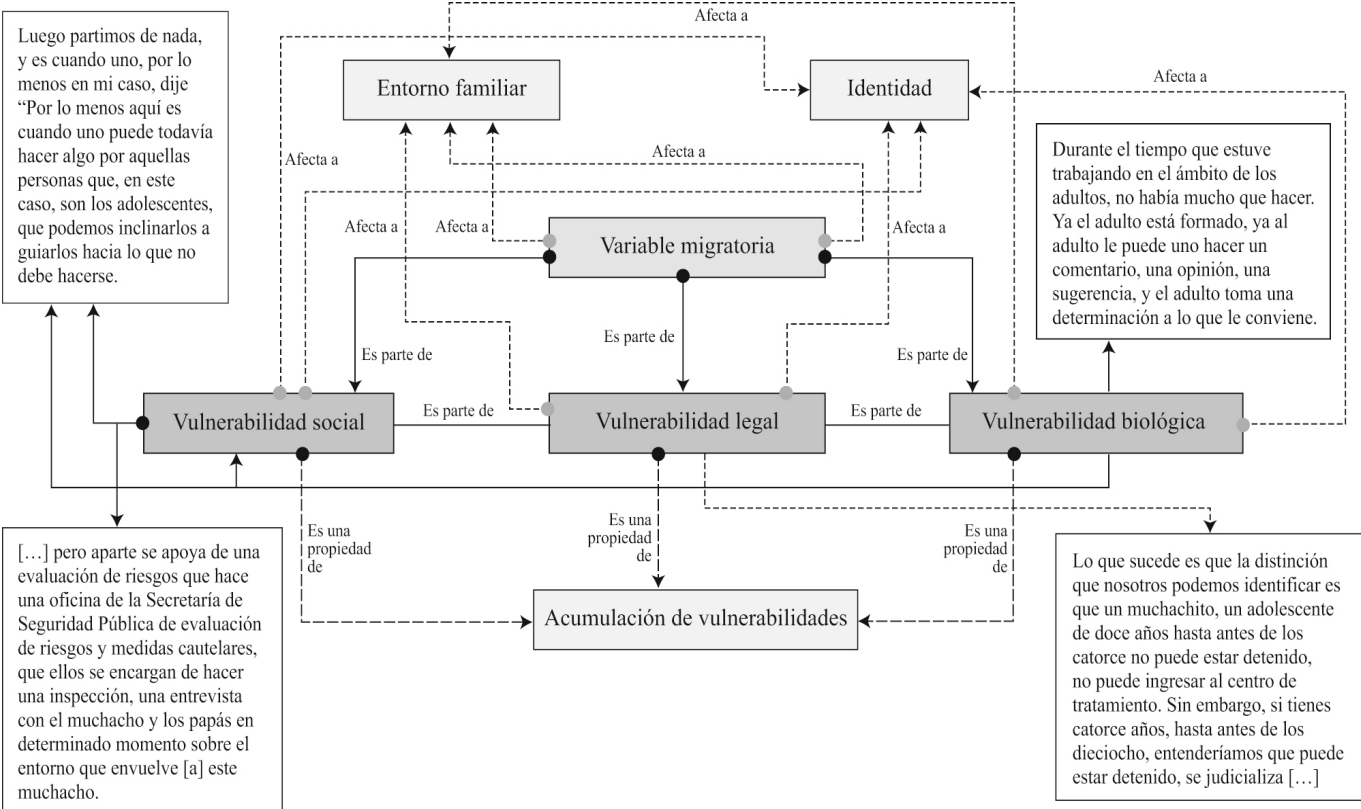 Luego partimos de nada,
y es cuando uno, por lo
menos en mi caso, dije
“Por lo menos aquí es
cuando uno puede todavía
hacer algo por aquellas
personas que, en este
caso, son los adolescentes,
que podemos inclinarlos a
guiarlos hacia lo que no
debe hacerse.
Afecta a
Entorno familiar
Identidad
Afecta a
Afecta a
Afecta a
Durante el tiempo que estuve
trabajando en el ámbito de los
adultos, no había mucho que hacer.
Ya el adulto está formado, ya al
adulto le puede uno hacer un
comentario, una opinión, una
sugerencia, y el adulto toma una
determinación a lo que le conviene.
Afecta a
Afecta a
Afecta a
Variable migratoria
Es parte de
Es parte de
Es parte de
Vulnerabilidad social
Es parte de
Vulnerabilidad legal
Es parte de
Vulnerabilidad biológica
Es una
propiedad
de
Es una
propiedad
de
Es una
propiedad
de
Acumulación de vulnerabilidades
[…] pero aparte se apoya de una
evaluación de riesgos que hace
una oficina de la Secretaría de
Seguridad Pública de evaluación
de riesgos y medidas cautelares,
que ellos se encargan de hacer
una inspección, una entrevista
con el muchacho y los papás en
determinado momento sobre el
entorno que envuelve [a] este
muchacho.
Lo que sucede es que la distinción
que nosotros podemos identificar es
que un muchachito, un adolescente
de doce años hasta antes de los
catorce no puede estar detenido,
no puede ingresar al centro de
tratamiento. Sin embargo, si tienes
catorce años, hasta antes de los
dieciocho, entenderíamos que puede
estar detenido, se judicializa […]